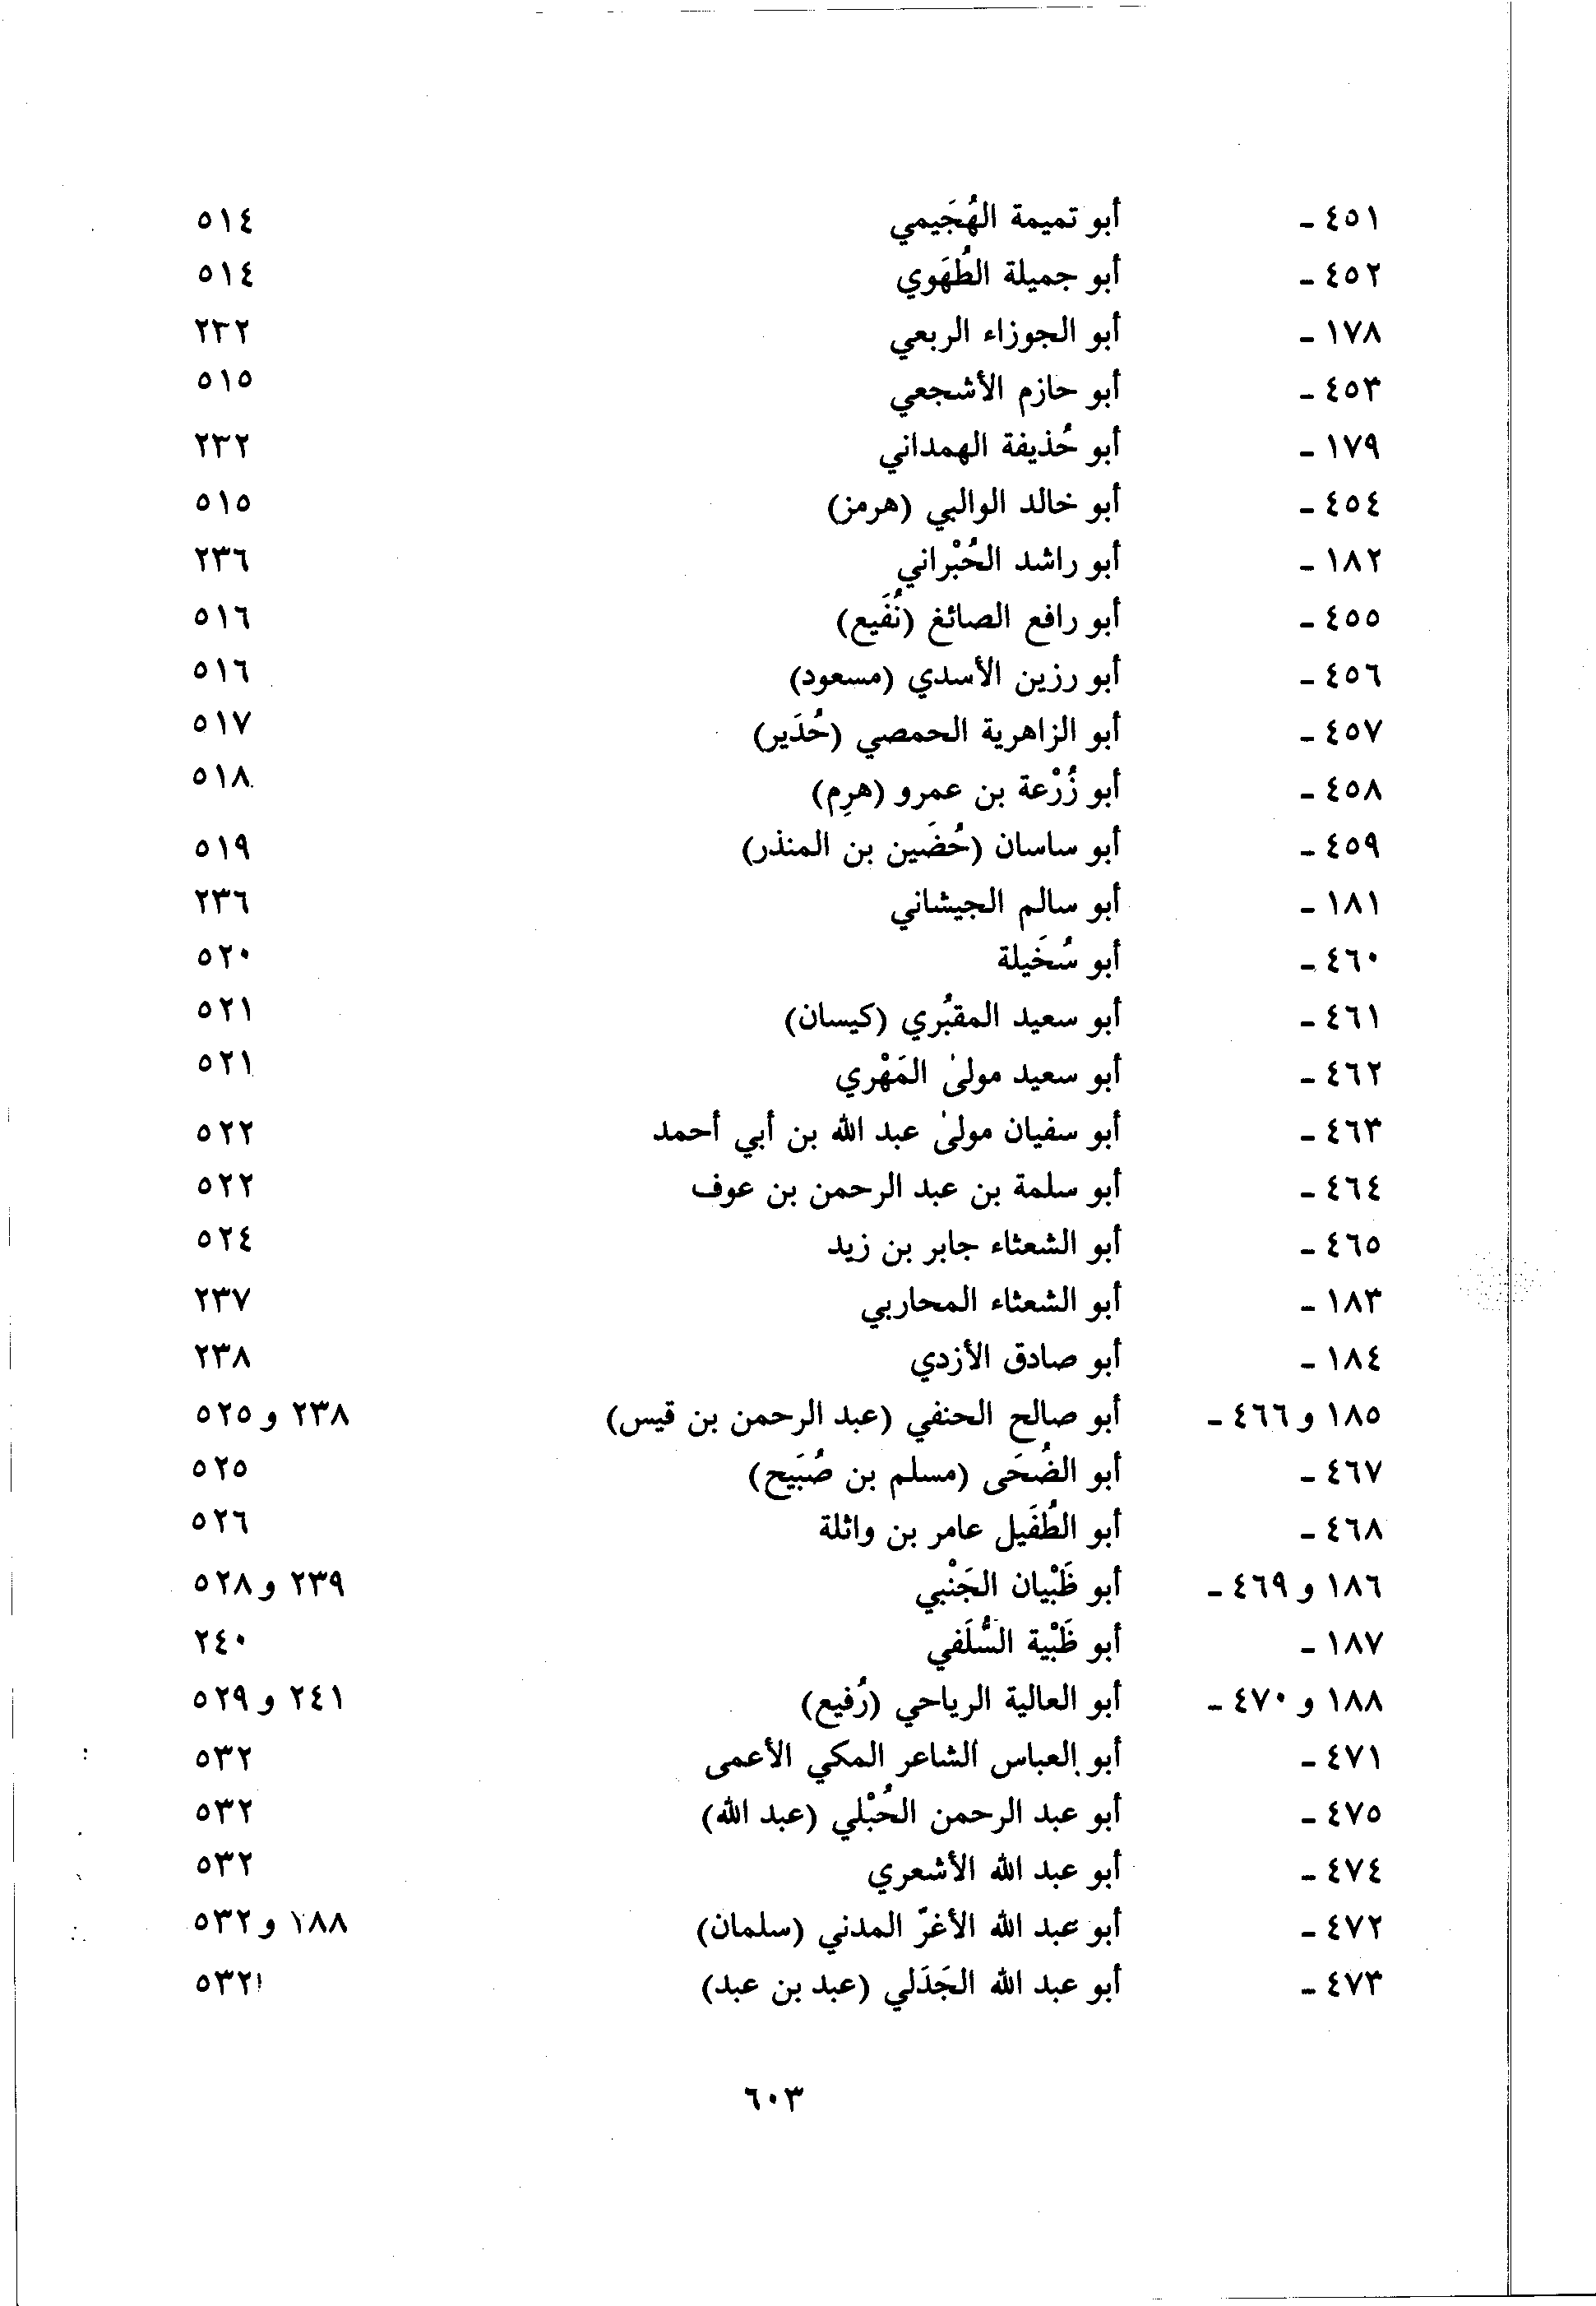 ٤٥١ - أبو تميمة الهُجَيمي ٥١٤
٤٥٢ - أبو جميلة الطُهَوي ٥١٤
١٧٨ - أبو الجوزاء الربعي ٢٣٢
٤٥٣ - أبو حازم الأشجعي ٥١٥
١٧٩ - أبو حُذيفة الهمداني ٢٣٢
٤٥٤ - أبو خالد الوالبي (هرمز) ٥١٥
١٨٢ - أبو راشد الحُبْراني ٢٣٦
٤٥٥ - أبو رافع الصائغ (نُفَيع) ٥١٦
٤٥٦ - أبو رزين الأسدي (مسعود) ٥١٦
٤٥٧ - أبو الزاهرية الحمصي (حُدَير) ٥١٧
٤٥٨ - أبو زُرْعة بن عمرو (هرِم) ٥١٨
٤٥٩ - أبو ساسان (حُضَين بن المنذر) ٥١٩
١٨١ - أبو سالم الجيشاني ٢٣٦
٤٦٠ - أبو سُخَيلة ٥٢٠
٤٦١ - أبو سعيد المقبُري (كيسان) ٥٢١
٤٦٢ - أبو سعيد مولىٰ المَهْري ٥٢١
٤٦٣ - أبو سفيان مولىٰ عبد الله بن أبي أحمد ٥٢٢
٤٦٤ - أبو سلمة بن عبد الرحمن بن عوف ٥٢٢
٤٦٥ - أبو الشعثاء جابر بن زيد ٥٢٤
١٨٣ - أبو الشعثاء المحاربي ٢٣٧
١٨٤ - أبو صادق الأزدي ٢٣٨
١٨٥ و ٤٦٦ - أبو صالح الحنفي (عبد الرحمن بن قيس) ٢٣٨ و ٥٢٥
٤٦٧ - أبو الضُحَى (مسلم بن صُبَيح) ٥٢٥
٤٦٨ - أبو الطُفَيل عامر بن واثلة ٥٢٦
١٨٦ و ٤٦٩ - أبو ظَبْيان الجَنْبي ٢٣٩ و ٥٢٨
١٨٧ - أبو ظَبْية السُّلَفي ٢٤٠
١٨٨ و ٤٧٠ - أبو العالية الرياحي (رُفيع) ٢٤١ و ٥٢٩
٤٧١ - أبو العباس الشاعر المكي الأعمى ٥٣٢
٤٧٥ - أبو عبد الرحمن الحُبْلي (عبد الله) ٥٣٢
٤٧٤ - أبو عبد الله الأشعري ٥٣٢
٤٧٢ - أبو عبد الله الأغرّ المدني (سلمان) ١٨٨ و ٥٣٢
٤٧٣ - أبو عبد الله الجَدَلي (عبد بن عبد) ٥٣٢
٦٠٣